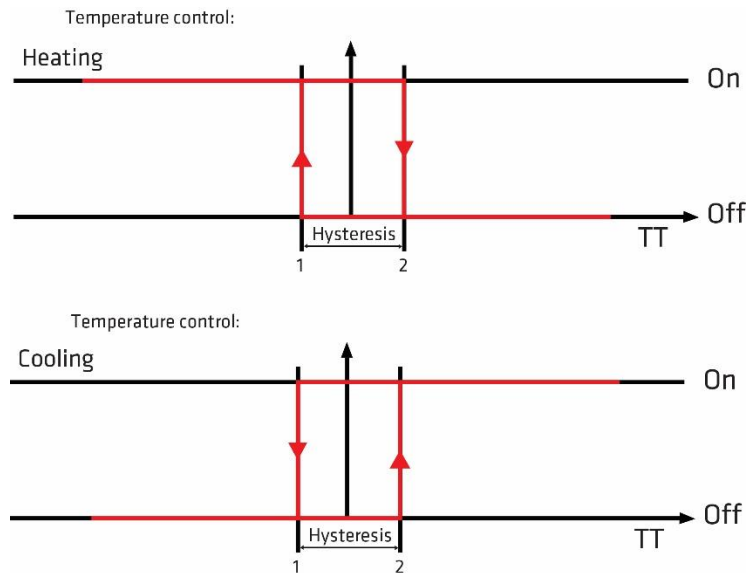 Temperature control:
Heating
On
Off
Hysteresis
TT
1
2
Temperature control:
Cooling
On
Off
Hysteresis
TT
1
2